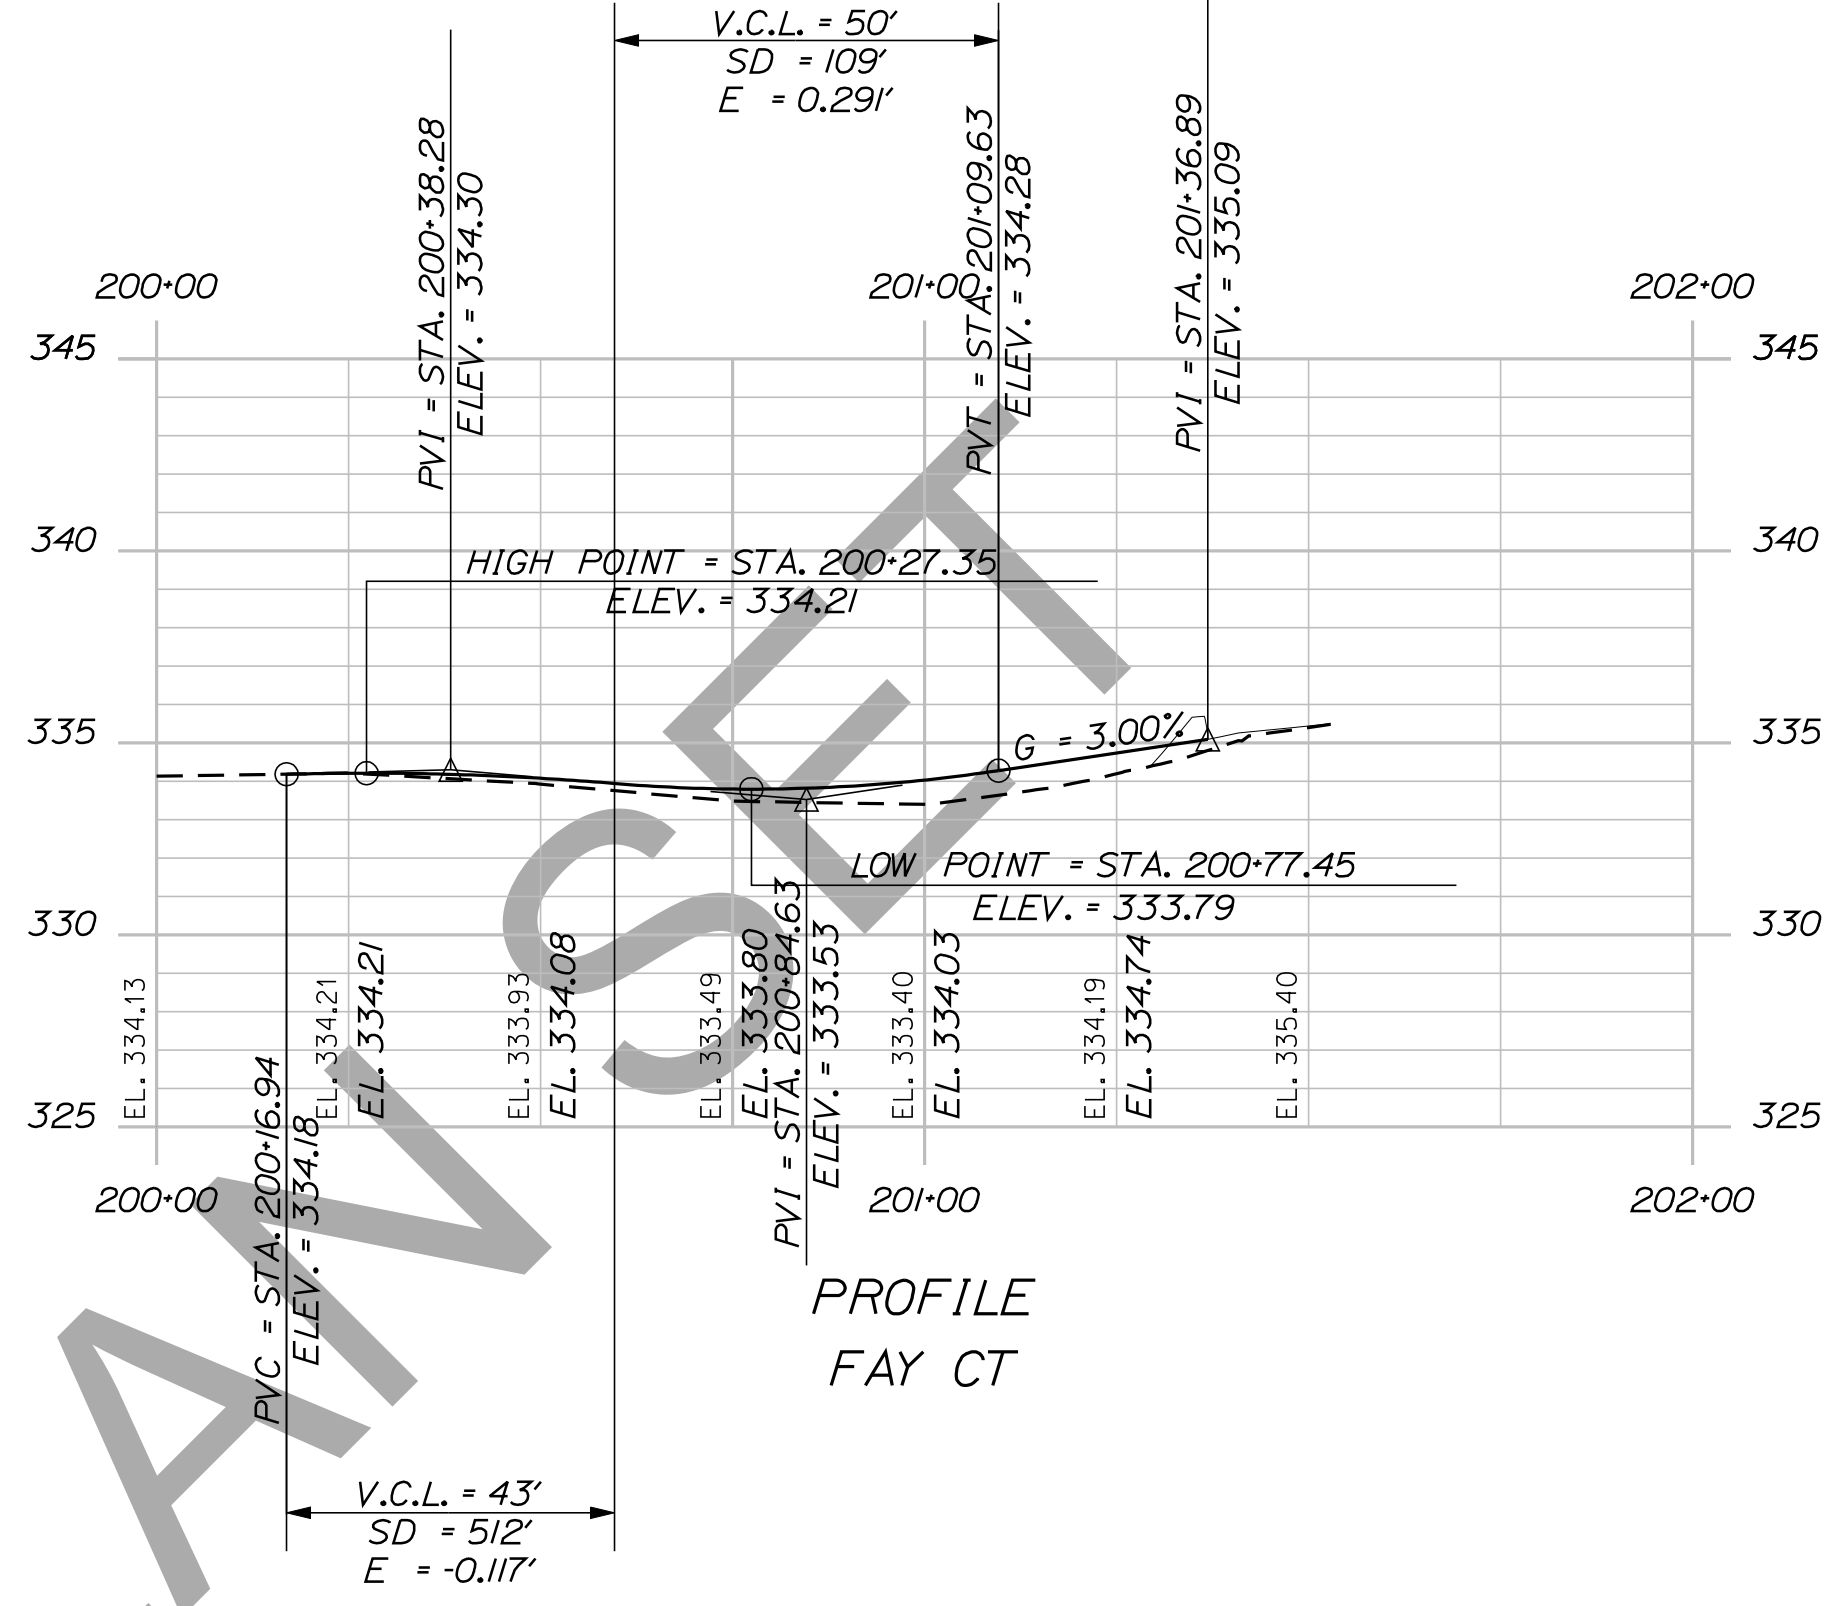 V.C.L. = 50'
SD = 109'
E = 0.291'
PVI = STA. 200+38.28
ELEV. = 334.30
PVT = STA. 201+09.63
ELEV. = 334.28
PVI = STA. 201+36.89
ELEV. = 335.09
200+00 201+00 202+00
345 345
340 340
HIGH POINT = STA. 200+27.35
ELEV. = 334.21
335 335
G = 3.00%
LOW POINT = STA. 200+77.45
ELEV. = 333.79
330 330
EL. 334.13
EL. 334.21
EL. 334.21
EL. 333.93
EL. 334.08
EL. 333.49
EL. 333.80
EL. 333.40
EL. 334.03
EL. 334.19
EL. 334.74
EL. 335.40
325 325
PVC = STA. 200+16.94
ELEV. = 334.18
PVI = STA. 200+84.63
ELEV. = 333.53
200+00 201+00 202+00
PROFILE
FAY CT
V.C.L. = 43'
SD = 512'
E = -0.117'
AN SET